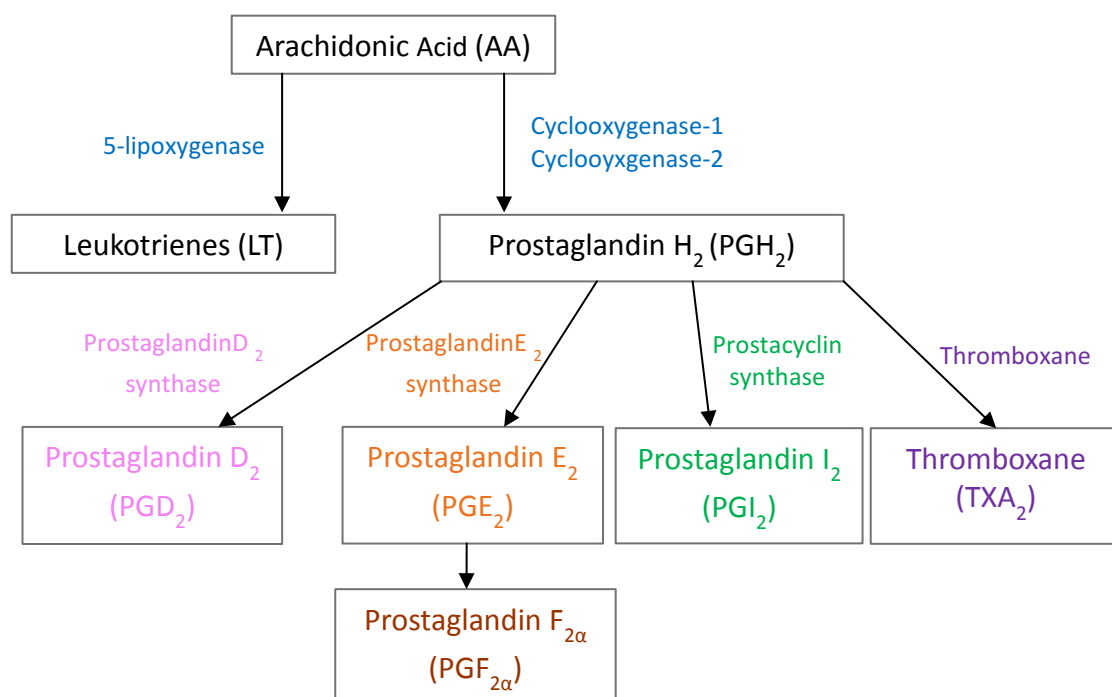 Arachidonic Acid (AA)
5-lipoxygenase
Cyclooxygenase-1
Cyclooyxgenase-2
Leukotrienes (LT)
Prostaglandin H₂ (PGH₂)
ProstaglandinD ₂
synthase
ProstaglandinE ₂
synthase
Prostacyclin
synthase
Thromboxane
Prostaglandin D₂
(PGD₂)
Prostaglandin E₂
(PGE₂)
Prostaglandin I₂
(PGI₂)
Thromboxane
(TXA₂)
Prostaglandin F₂α
(PGF₂α)